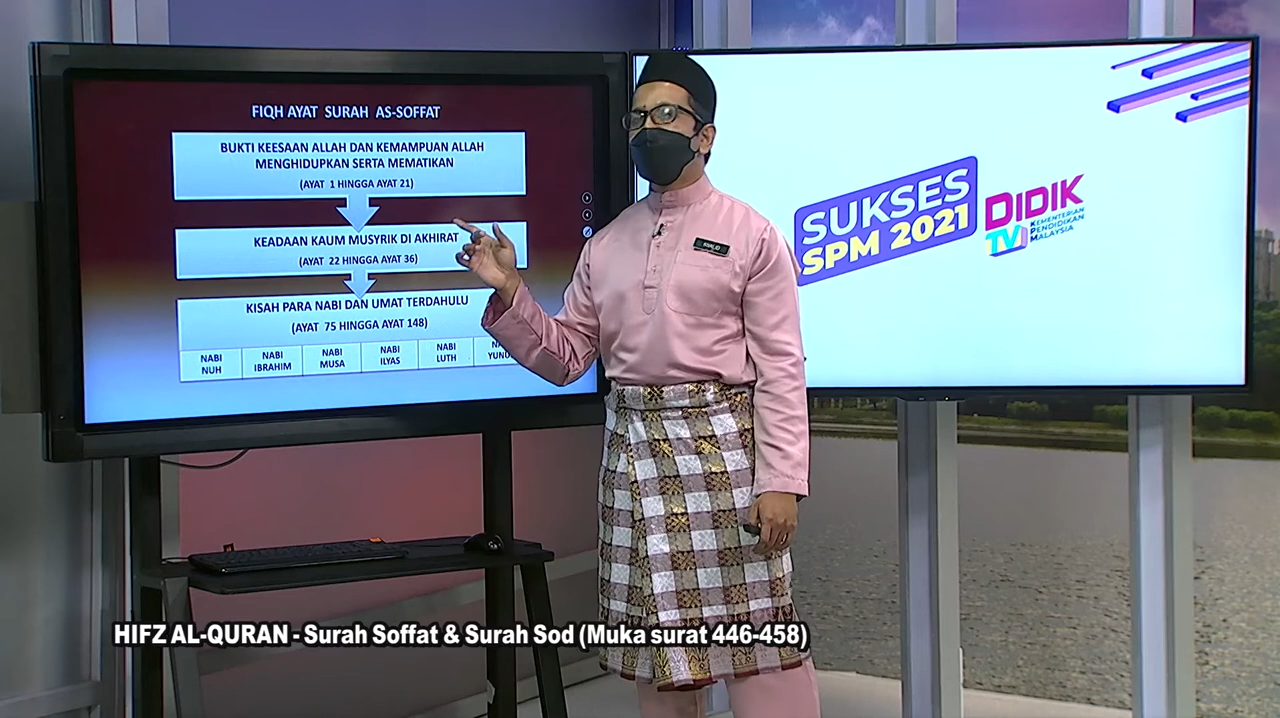 FIQH AYAT SURAH AS-SOFFAT
BUKTI KEESAAN ALLAH DAN KEMAMPUAN ALLAH
MENGHIDUPKAN SERTA MEMATIKAN
(AYAT 1 HINGGA AYAT 21)
KEADAAN KAUM MUSYRIK DI AKHIRAT
(AYAT 22 HINGGA AYAT 36)
KISAH PARA NABI DAN UMAT TERDAHULU
(AYAT 75 HINGGA AYAT 148)
NABI
NUH
NABI
IBRAHIM
NABI
MUSA
NABI
ILYAS
NABI
LUTH
SUKSES
SPM 2021
DIDIK
TV
KEMENTERIAN
PENDIDIKAN
MALAYSIA
HIFZ AL-QURAN - Surah Soffat & Surah Sod (Muka surat 446-458)